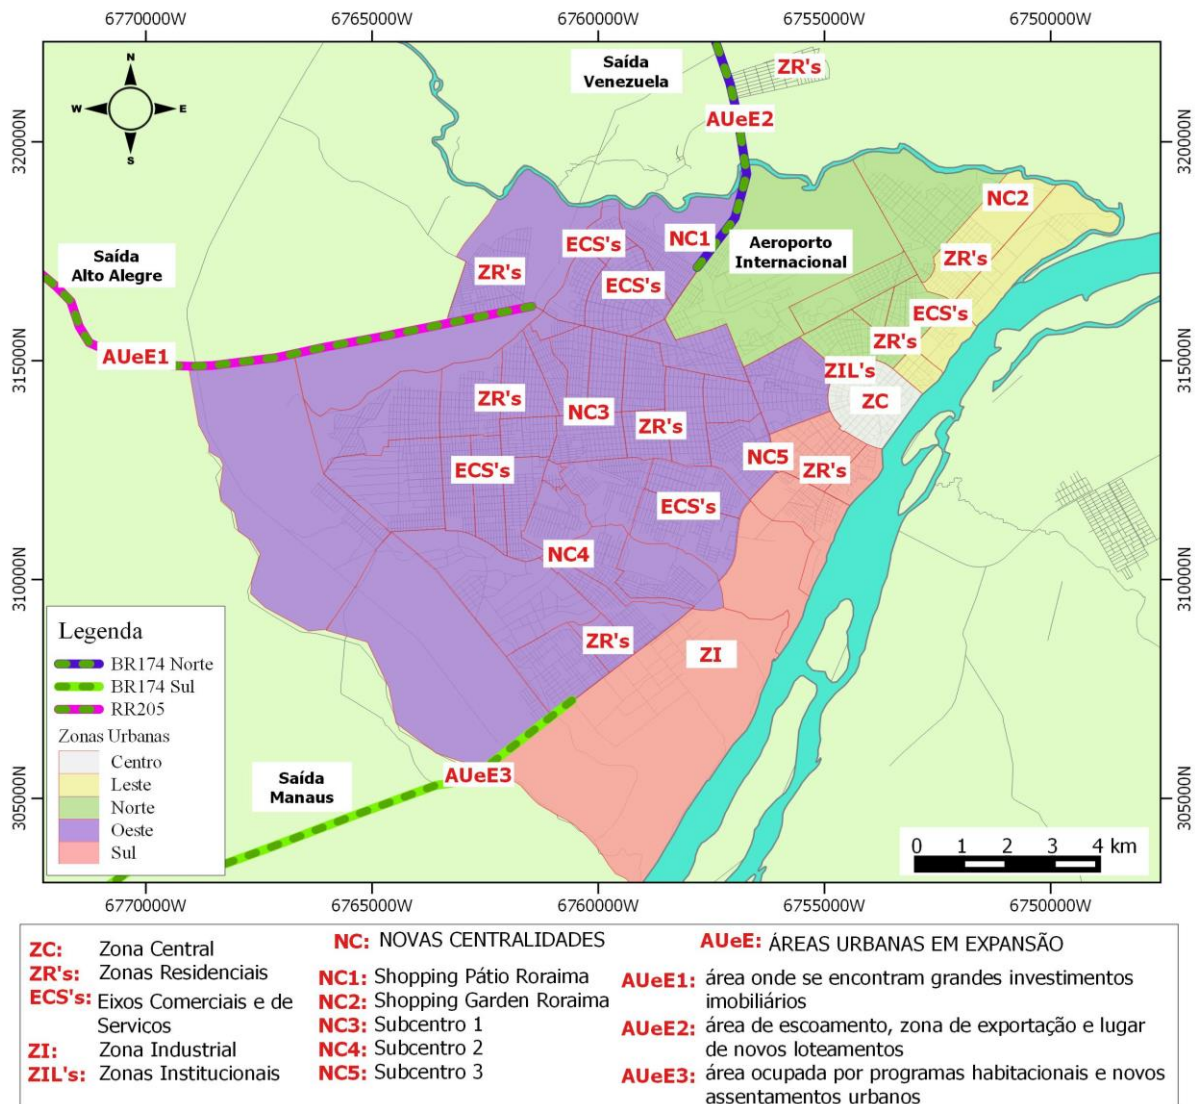 6770000W 6765000W 6760000W 6755000W 6750000W
N
W E
S
320000N
315000N
310000N
305000N
320000N
315000N
310000N
305000N
Saída
Venezuela
ZR's
AUeE2
NC2
NC1
ECS's
Aeroporto
Internacional
Saída
Alto Alegre
ZR's
ZR's
ECS's
ECS's
ZR's
AUeE1
ZIL's
ZR's
NC3
ZC
ZR's
NC5
ECS's
ZR's
ECS's
NC4
ZR's
ZI
AUeE3
Saída
Manaus
Legenda
BR174 Norte
BR174 Sul
RR205
Zonas Urbanas
Centro
Leste
Norte
Oeste
Sul
0 1 2 3 4 km
6770000W 6765000W 6760000W 6755000W 6750000W
ZC: Zona Central
ZR's: Zonas Residenciais
ECS's: Eixos Comerciais e de
Servicos
ZI: Zona Industrial
ZIL's: Zonas Institucionais
NC: NOVAS CENTRALIDADES
NC1: Shopping Pátio Roraima
NC2: Shopping Garden Roraima
NC3: Subcentro 1
NC4: Subcentro 2
NC5: Subcentro 3
AUeE: ÁREAS URBANAS EM EXPANSÃO
AUeE1: área onde se encontram grandes investimentos
imobiliários
AUeE2: área de escoamento, zona de exportação e lugar
de novos loteamentos
AUeE3: área ocupada por programas habitacionais e novos
assentamentos urbanos